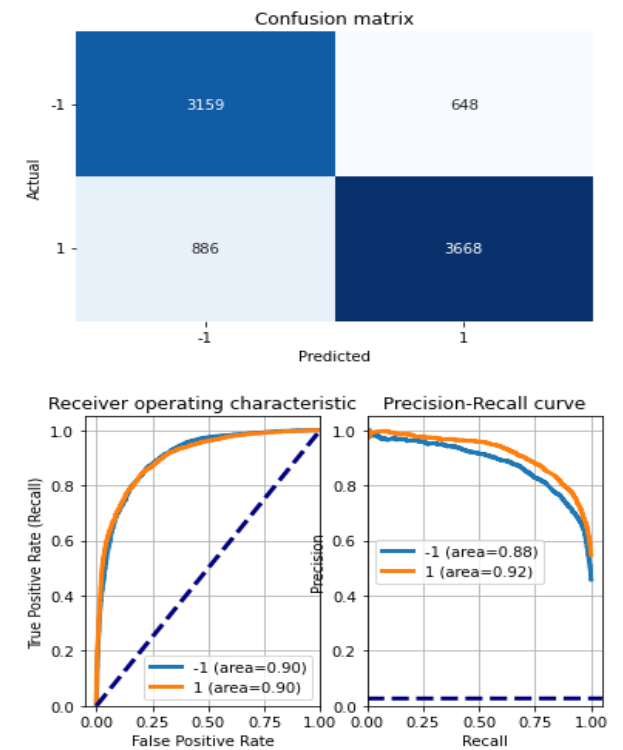 Confusion matrix
-1
3159
648
Actual
1
886
3668
-1
1
Predicted
Receiver operating characteristic
1.0
0.8
0.6
0.4
0.2
0.0
True Positive Rate (Recall)
-1 (area=0.90)
1 (area=0.90)
0.00
0.25
0.50
0.75
1.00
False Positive Rate
Precision-Recall curve
1.0
0.8
0.6
0.4
0.2
0.0
Precision
-1 (area=0.88)
1 (area=0.92)
0.00
0.25
0.50
0.75
1.00
Recall